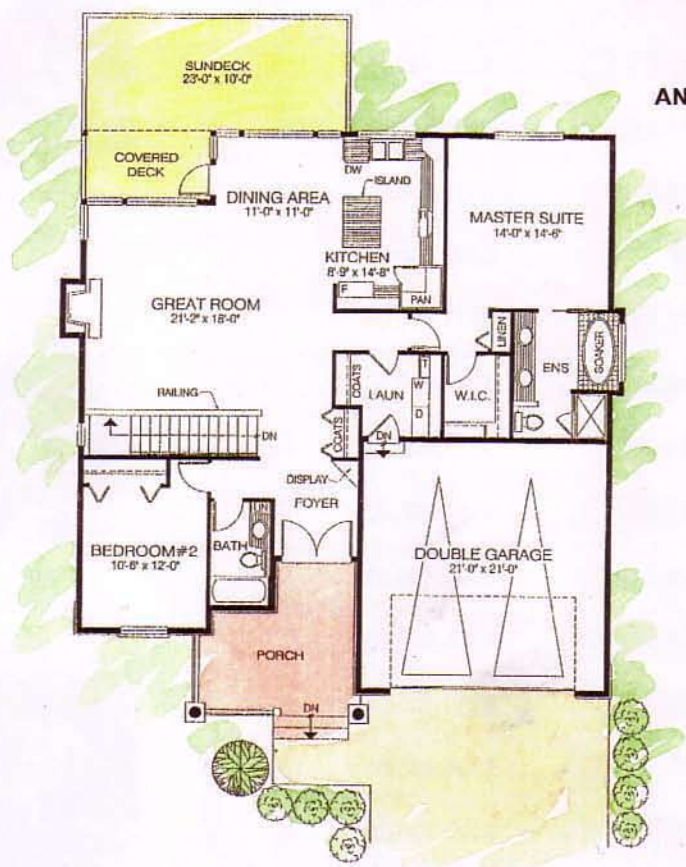 SUNDECK
23'-0" x 10'-0"
AN
COVERED
DECK
DINING AREA
11'-0" x 11'-0"
DW
ISLAND
MASTER SUITE
14'-0" x 14'-6"
KITCHEN
8'-9" x 14'-8"
F
PAN
GREAT ROOM
21'-2" x 18'-0"
LINEN
ENS
SOAKER
COATS
LAUN
T
W
D
W.I.C.
RAILING
DN
COATS
DN
DISPLAY
FOYER
LIN
BATH
BEDROOM#2
10'-6" x 12'-0"
DOUBLE GARAGE
21'-0" x 21'-0"
PORCH
DN